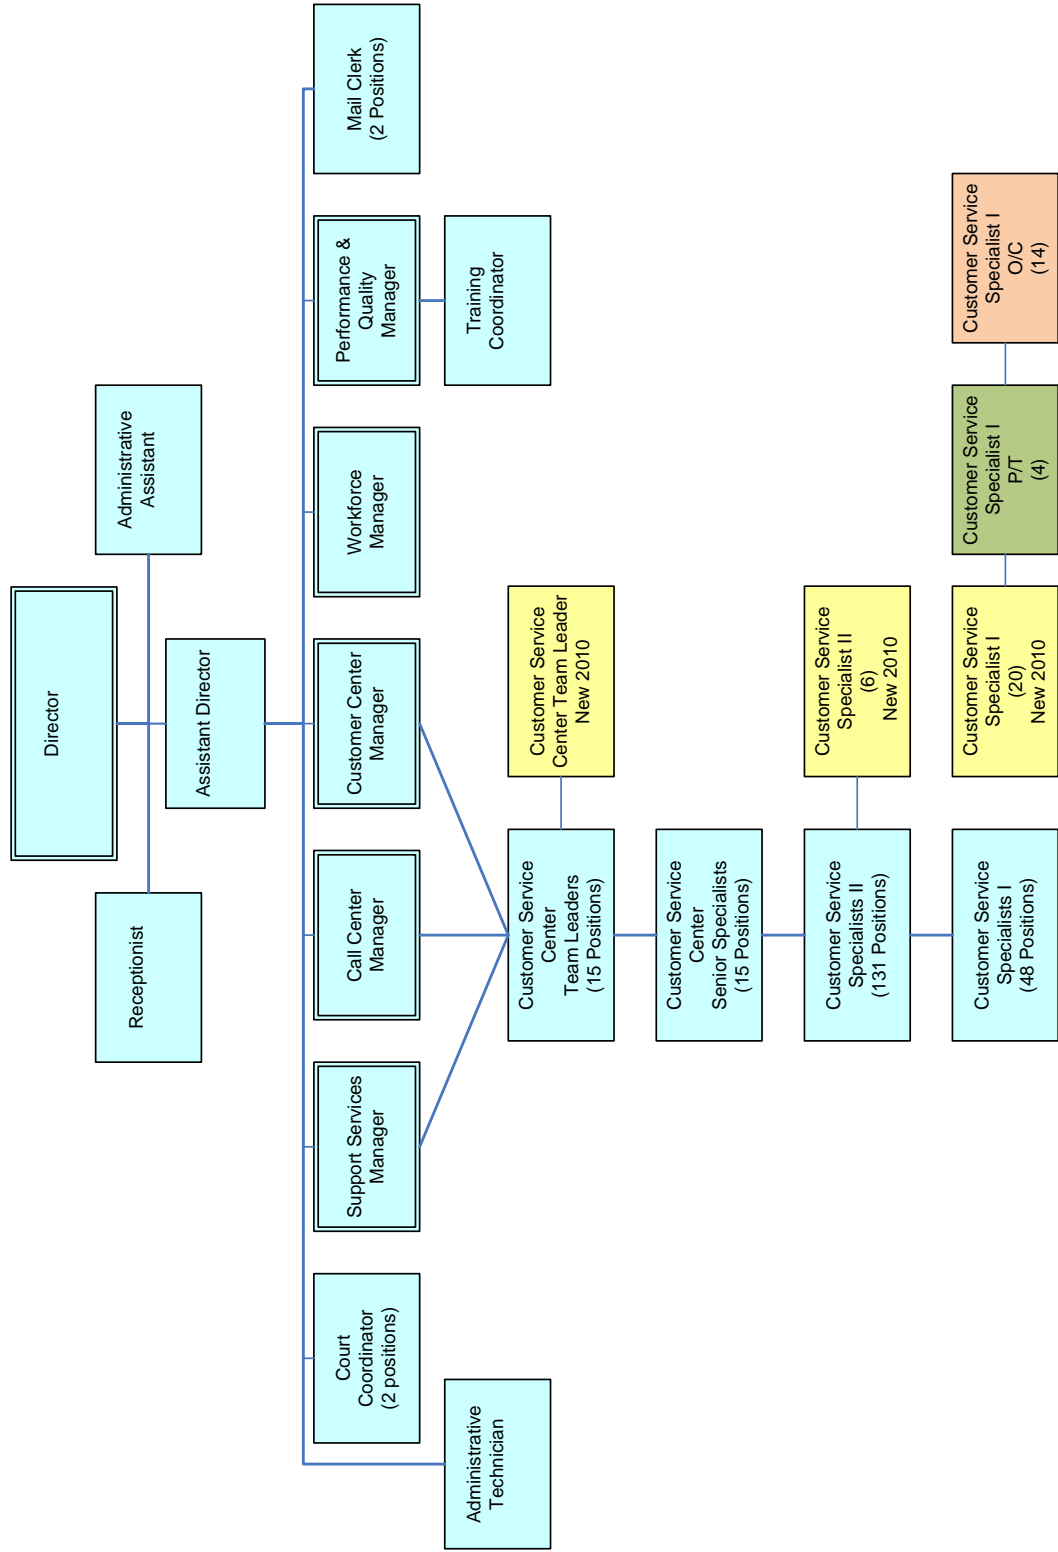 Director
Receptionist
Administrative
Assistant
Assistant Director
Court
Coordinator
(2 positions)
Support Services
Manager
Call Center
Manager
Customer Center
Manager
Workforce
Manager
Performance &
Quality
Manager
Mail Clerk
(2 Positions)
Administrative
Technician
Training
Coordinator
Customer Service
Center
Team Leaders
(15 Positions)
Customer Service
Center Team Leader
New 2010
Customer Service
Center
Senior Specialists
(15 Positions)
Customer Service
Specialists II
(131 Positions)
Customer Service
Specialist II
(6)
New 2010
Customer Service
Specialists I
(48 Positions)
Customer Service
Specialist I
(20)
New 2010
Customer Service
Specialist I
P/T
(4)
Customer Service
Specialist I
O/C
(14)